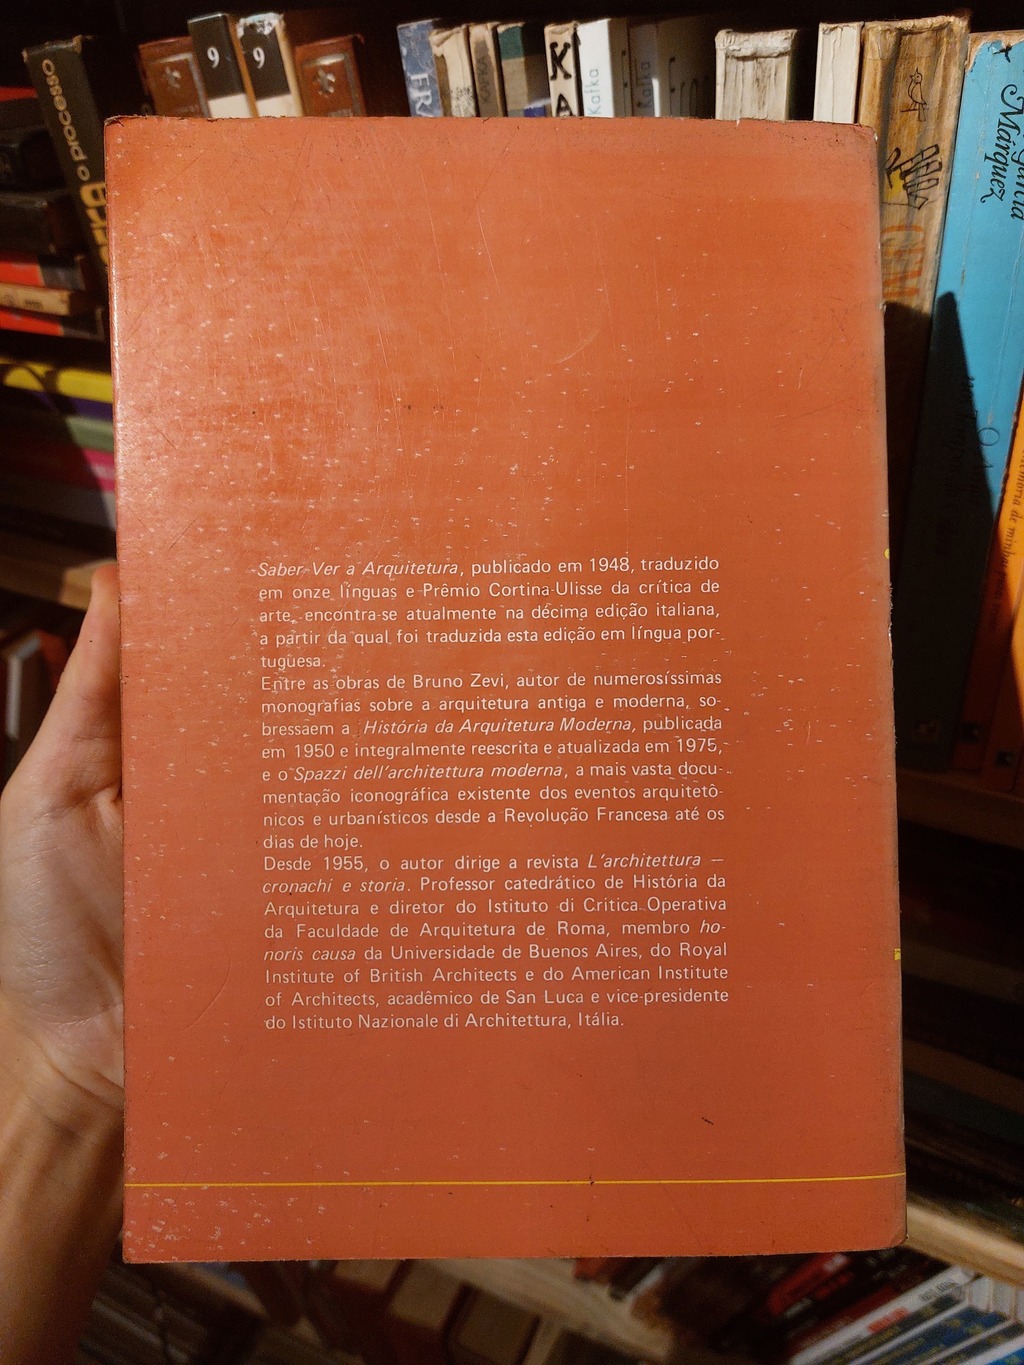 o processo
9
9
KAFKA
K
A
Kafka
Kafka
Márquez
Saber Ver a Arquitetura, publicado em 1948, traduzido
em onze línguas e Prêmio Cortina-Ulisse da crítica de
arte, encontra-se atualmente na décima edição italiana,
a partir da qual foi traduzida esta edição em língua por-
tuguesa.
Entre as obras de Bruno Zevi, autor de numerosíssimas
monografias sobre a arquitetura antiga e moderna, so-
bressaem a História da Arquitetura Moderna, publicada
em 1950 e integralmente reescrita e atualizada em 1975,
e o Spazzi dell'architettura moderna, a mais vasta docu-
mentação iconográfica existente dos eventos arquitetô-
nicos e urbanísticos desde a Revolução Francesa até os
dias de hoje.
Desde 1955, o autor dirige a revista L'architettura —
cronachi e storia. Professor catedrático de História da
Arquitetura e diretor do Istituto di Critica Operativa
da Faculdade de Arquitetura de Roma, membro ho-
noris causa da Universidade de Buenos Aires, do Royal
Institute of British Architects e do American Institute
of Architects, acadêmico de San Luca e vice-presidente
do Istituto Nazionale di Architettura, Itália.